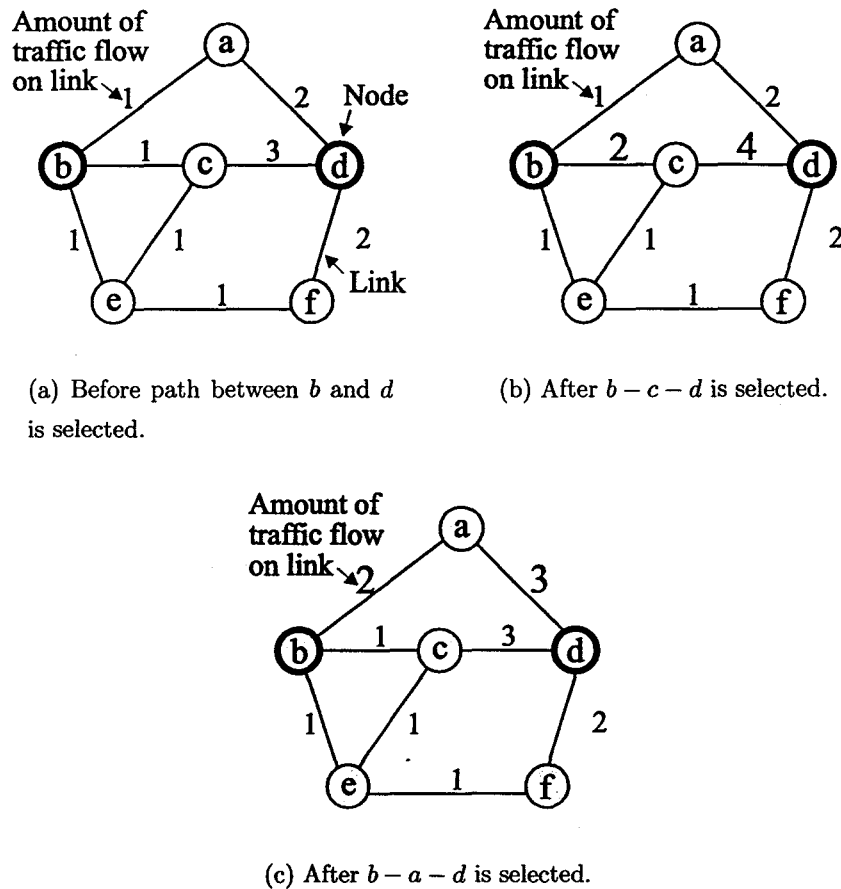 Amount of
traffic flow
on link
a
1
2
Node
b
1
c
3
d
1
1
2
Link
e
1
f
(a) Before path between b and d
is selected.
Amount of
traffic flow
on link
a
1
2
b
2
c
4
d
1
1
2
e
1
f
(b) After b – c – d is selected.
Amount of
traffic flow
on link
a
2
3
b
1
c
3
d
1
1
2
e
1
f
(c) After b – a – d is selected.